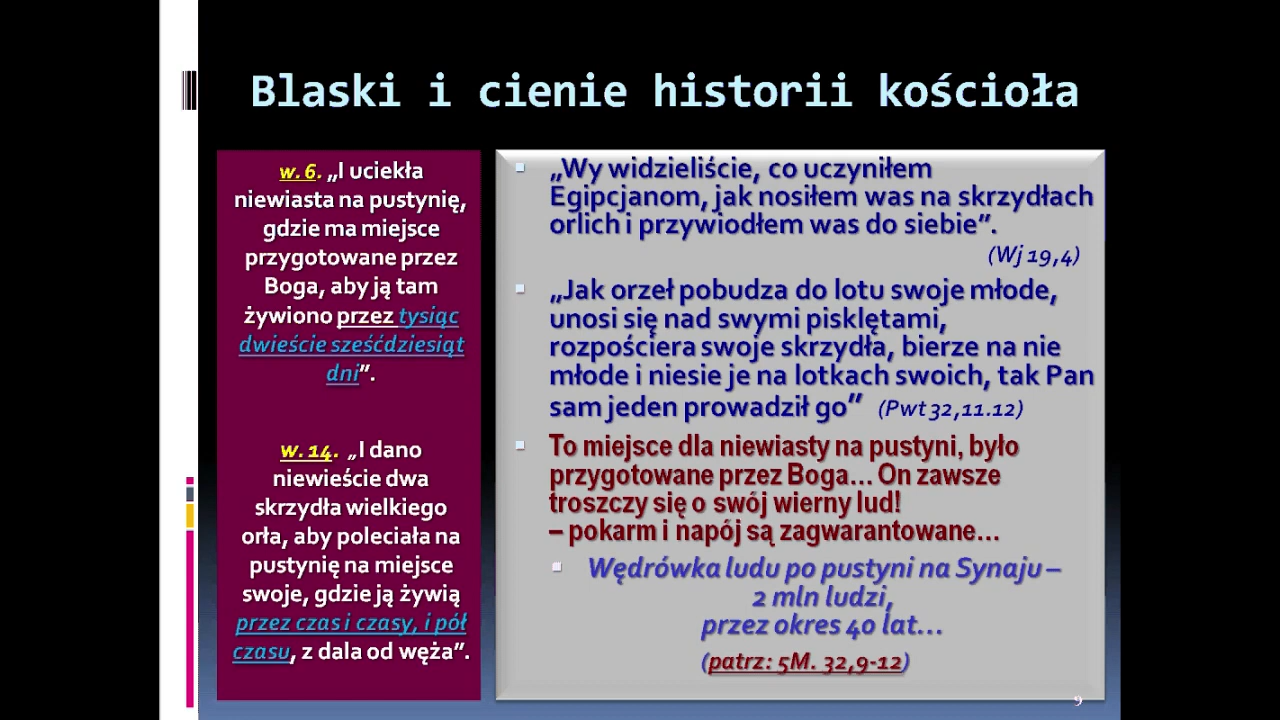 Blaski i cienie historii kościoła
w. 6. „I uciekła
niewiasta na pustynię,
gdzie ma miejsce
przygotowane przez
Boga, aby ją tam
żywiono przez tysiąc
dwieście sześćdziesiąt
dni”.
w. 14. „I dano
niewieście dwa
skrzydła wielkiego
orła, aby poleciała na
pustynię na miejsce
swoje, gdzie ją żywią
przez czas i czasy, i pół
czasu, z dala od węża”.
„Wy widzieliście, co uczyniłem
Egipcjanom, jak nosiłem was na skrzydłach
orlich i przywiodłem was do siebie”.
(Wj 19,4)
„Jak orzeł pobudza do lotu swoje młode,
unosi się nad swymi pisklętami,
rozpościera swoje skrzydła, bierze na nie
młode i niesie je na lotkach swoich, tak Pan
sam jeden prowadził go” (Pwt 32,11.12)
To miejsce dla niewiasty na pustyni, było
przygotowane przez Boga... On zawsze
troszczy się o swój wierny lud!
– pokarm i napój są zagwarantowane...
Wędrówka ludu po pustyni na Synaju –
2 mln ludzi,
przez okres 40 lat...
(patrz: 5M. 32,9-12)
9